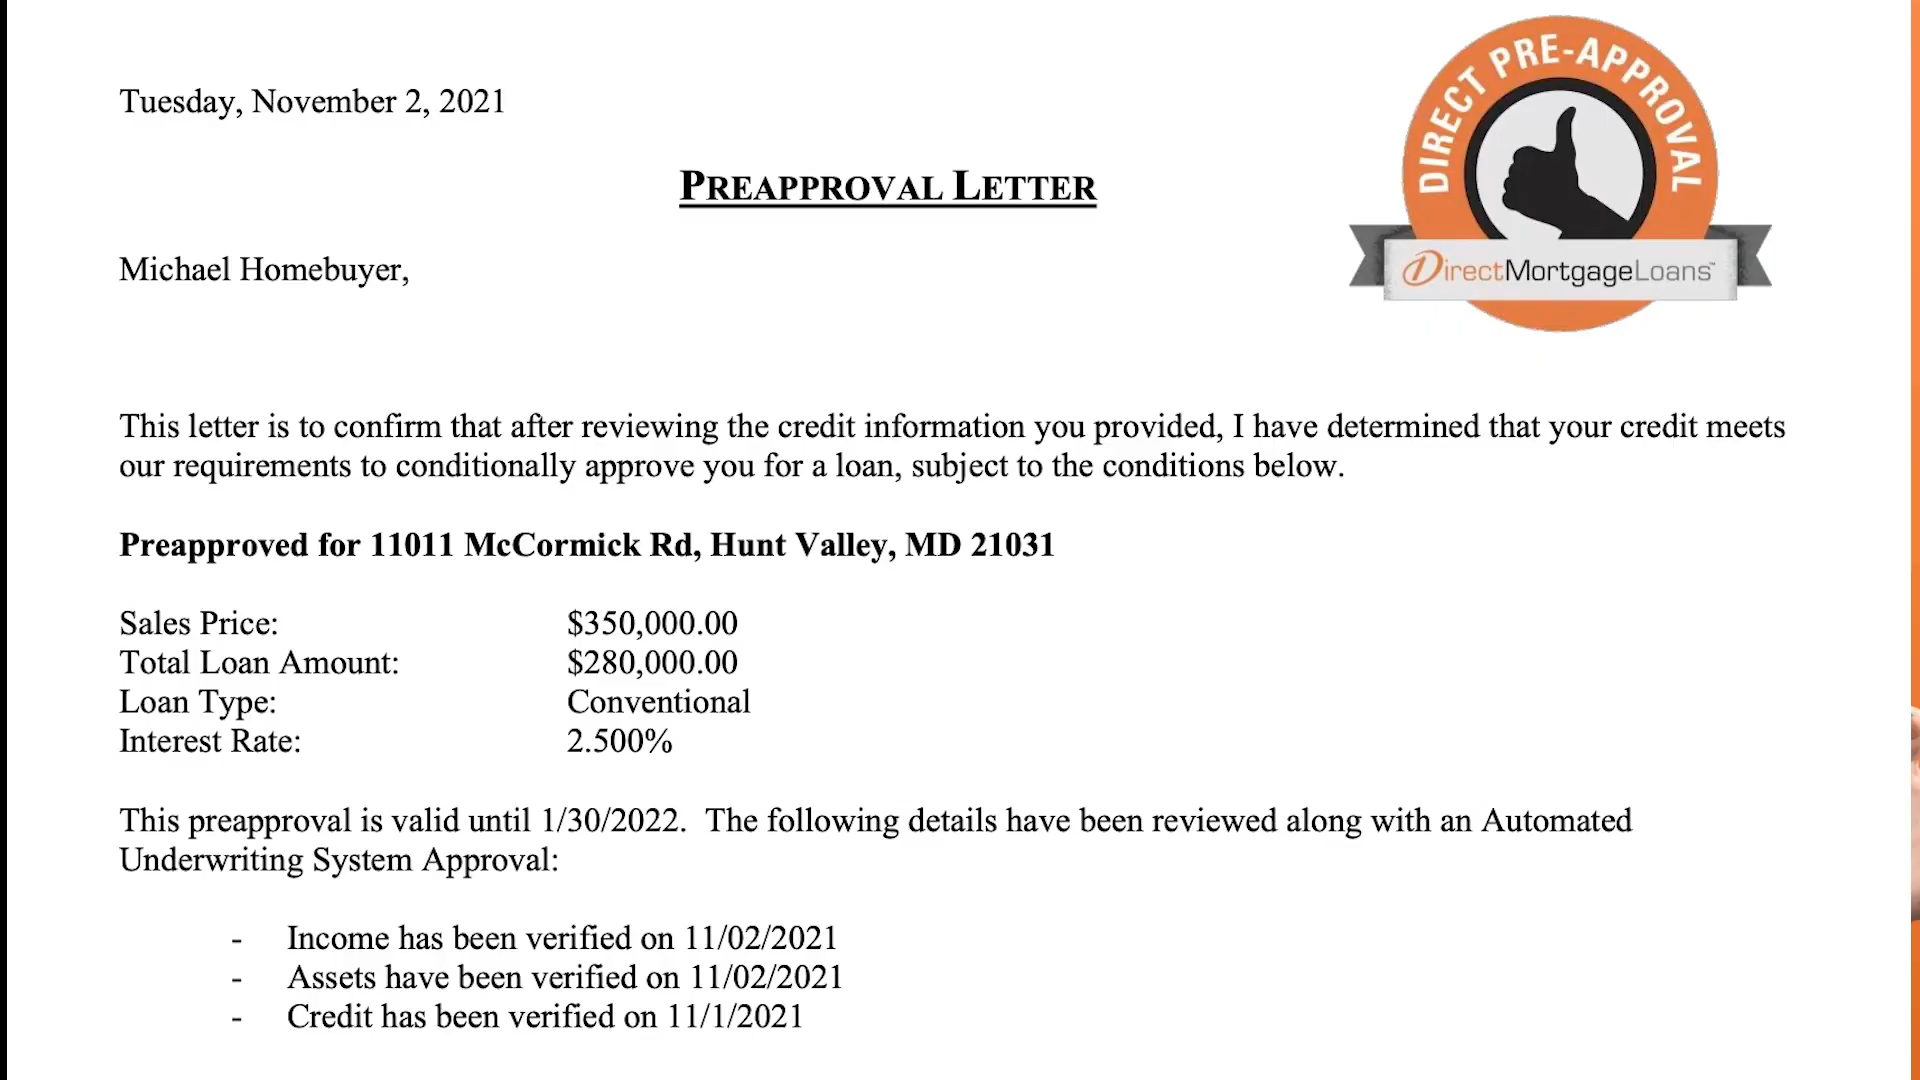 Tuesday, November 2, 2021
DIRECT PRE-APPROVAL
PREAPPROVAL LETTER
Michael Homebuyer,
DirectMortgageLoans™
This letter is to confirm that after reviewing the credit information you provided, I have determined that your credit meets
our requirements to conditionally approve you for a loan, subject to the conditions below.
Preapproved for 11011 McCormick Rd, Hunt Valley, MD 21031
Sales Price: $350,000.00
Total Loan Amount: $280,000.00
Loan Type: Conventional
Interest Rate: 2.500%
This preapproval is valid until 1/30/2022. The following details have been reviewed along with an Automated
Underwriting System Approval:
- Income has been verified on 11/02/2021
- Assets have been verified on 11/02/2021
- Credit has been verified on 11/1/2021